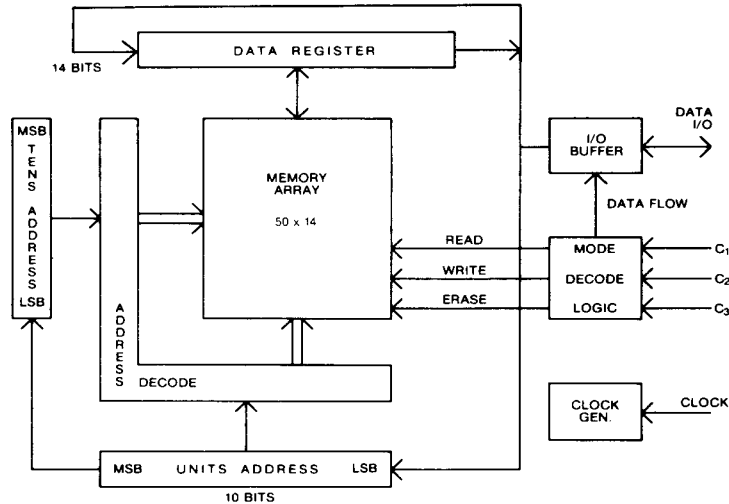 DATA REGISTER
14 BITS
MSB
TENS ADDRESS
LSB
ADDRESS
DECODE
MEMORY
ARRAY
50 x 14
I/O
BUFFER
DATA
I/O
DATA FLOW
READ
WRITE
ERASE
MODE
DECODE
LOGIC
C1
C2
C3
CLOCK
GEN.
CLOCK
MSB
UNITS ADDRESS
LSB
10 BITS